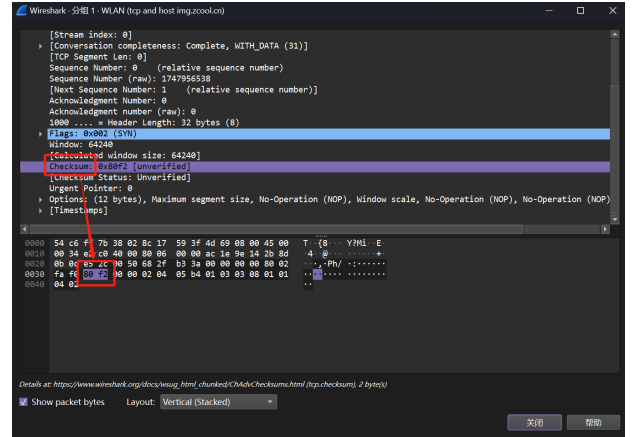 Wireshark · 分组 1 · WLAN (tcp and host img.zcool.cn)
[Stream index: 0]
[Conversation completeness: Complete, WITH_DATA (31)]
[TCP Segment Len: 0]
Sequence Number: 0    (relative sequence number)
Sequence Number (raw): 1747956538
[Next Sequence Number: 1    (relative sequence number)]
Acknowledgment Number: 0
Acknowledgment number (raw): 0
1000 .... = Header Length: 32 bytes (8)
Flags: 0x002 (SYN)
Window: 64240
[Calculated window size: 64240]
Checksum: 0x80f2 [unverified]
[Checksum Status: Unverified]
Urgent Pointer: 0
Options: (12 bytes), Maximum segment size, No-Operation (NOP), Window scale, No-Operation (NOP), No-Operation (NOP)
[Timestamps]
0000 54 c6 7b 38 02 8c 17 59 3f 4d 69 08 00 45 00 T··{8···Y?Mi··E·
0010 00 34 c0 40 00 80 06 00 00 ac 1e 9e 14 2b 8d ·4··@········+·
0020 0b 2c 00 50 68 2f b3 3a 00 00 00 00 80 02 ···,·Ph/·:······
0030 fa f0 80 f2 00 00 02 04 05 b4 01 03 03 08 01 01 ················
0040 04 02 ··
Details at: https://www.wireshark.org/docs/wsug_html_chunked/ChAdvChecksums.html (tcp.checksum), 2 byte(s)
Show packet bytes Layout: Vertical (Stacked)
关闭 帮助